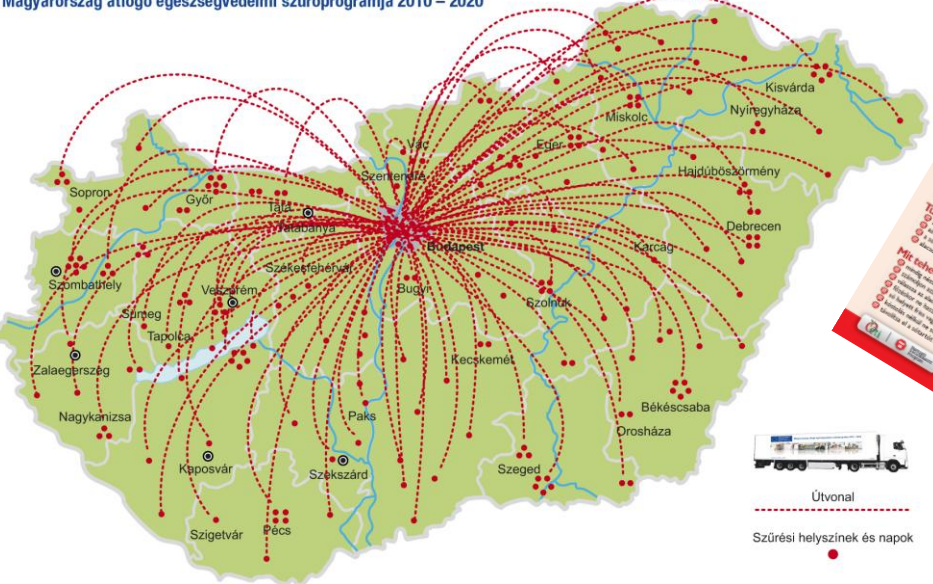 Magyarország átfogó egészségvédelmi szűrőprogramja 2010 – 2020
Kisvárda
Nyíregyháza
Miskolc
Vác
Eger
Szentendre
Hajdúböszörmény
Sopron
Győr
Tata
Tatabánya
Debrecen
Budapest
Karcag
Székesfehérvár
Szombathely
Veszprém
Bugyi
Szolnok
Sümeg
Tapolca
Kecskemét
Zalaegerszeg
Békéscsaba
Nagykanizsa
Paks
Orosháza
Kaposvár
Szekszárd
Szeged
Szigetvár
Pécs
Mit tehe
Útvonal
Szűrési helyszínek és napok